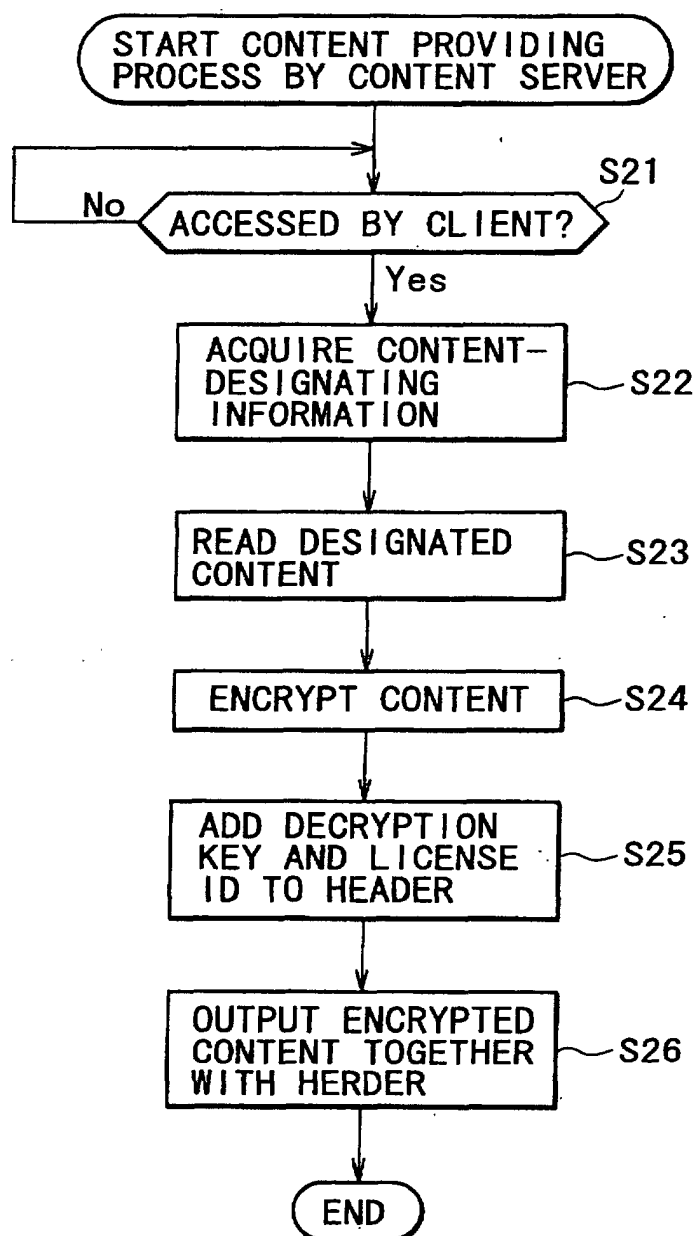 START CONTENT PROVIDING
PROCESS BY CONTENT SERVER
S21
No
ACCESSED BY CLIENT?
Yes
ACQUIRE CONTENT-
DESIGNATING
INFORMATION
S22
READ DESIGNATED
CONTENT
S23
ENCRYPT CONTENT
S24
ADD DECRYPTION
KEY AND LICENSE
ID TO HEADER
S25
OUTPUT ENCRYPTED
CONTENT TOGETHER
WITH HERDER
S26
END